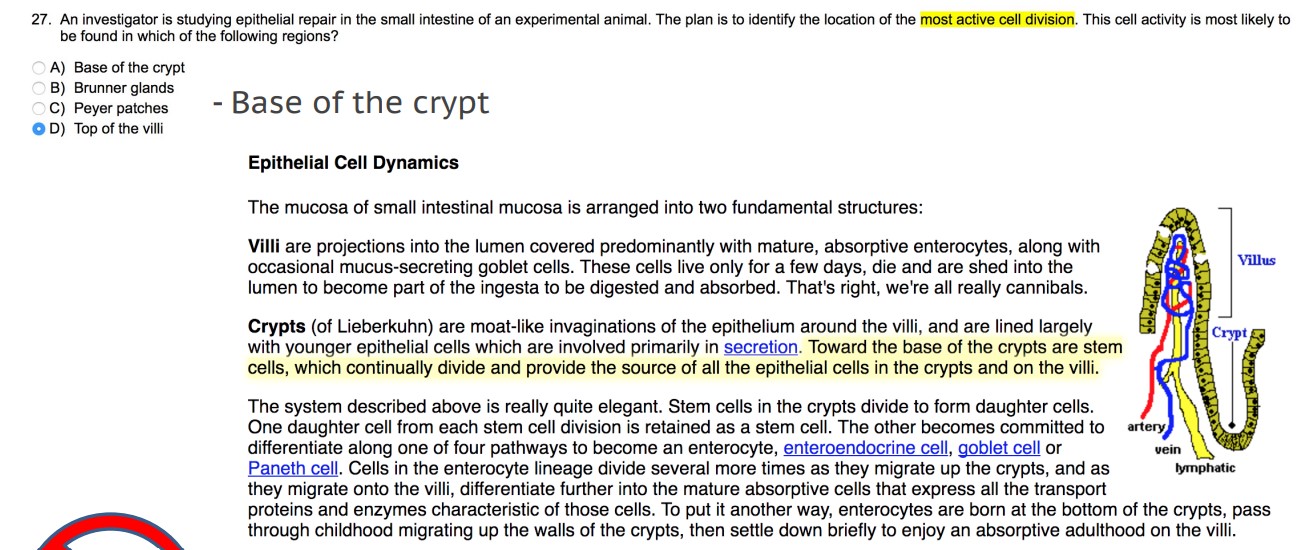 27. An investigator is studying epithelial repair in the small intestine of an experimental animal. The plan is to identify the location of the most active cell division. This cell activity is most likely to
be found in which of the following regions?
A) Base of the crypt
B) Brunner glands
C) Peyer patches
D) Top of the villi
- Base of the crypt
Epithelial Cell Dynamics
The mucosa of small intestinal mucosa is arranged into two fundamental structures:
Villi are projections into the lumen covered predominantly with mature, absorptive enterocytes, along with
occasional mucus-secreting goblet cells. These cells live only for a few days, die and are shed into the
lumen to become part of the ingesta to be digested and absorbed. That's right, we're all really cannibals.
Crypts (of Lieberkuhn) are moat-like invaginations of the epithelium around the villi, and are lined largely
with younger epithelial cells which are involved primarily in secretion. Toward the base of the crypts are stem
cells, which continually divide and provide the source of all the epithelial cells in the crypts and on the villi.
The system described above is really quite elegant. Stem cells in the crypts divide to form daughter cells.
One daughter cell from each stem cell division is retained as a stem cell. The other becomes committed to
differentiate along one of four pathways to become an enterocyte, enteroendocrine cell, goblet cell or
Paneth cell. Cells in the enterocyte lineage divide several more times as they migrate up the crypts, and as
they migrate onto the villi, differentiate further into the mature absorptive cells that express all the transport
proteins and enzymes characteristic of those cells. To put it another way, enterocytes are born at the bottom of the crypts, pass
through childhood migrating up the walls of the crypts, then settle down briefly to enjoy an absorptive adulthood on the villi.
Villus
Crypt
artery
vein
lymphatic